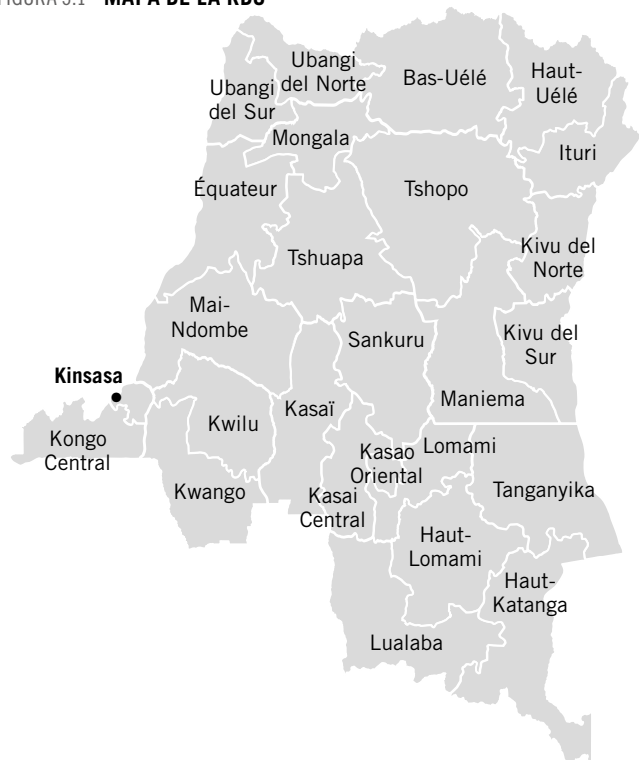 FIGURA 3.1 MAPA DE LA RDC
Ubangi
del Norte
Bas-Uélé
Haut-
Uélé
Ubangi
del Sur
Mongala
Ituri
Équateur
Tshopo
Kivu del
Norte
Tshuapa
Mai-
Ndombe
Sankuru
Kivu del
Sur
Kinsasa
Kasaï
Maniema
Kwilu
Kongo
Central
Kasao
Oriental
Lomami
Kwango
Kasai
Central
Tanganyika
Haut-
Lomami
Haut-
Katanga
Lualaba